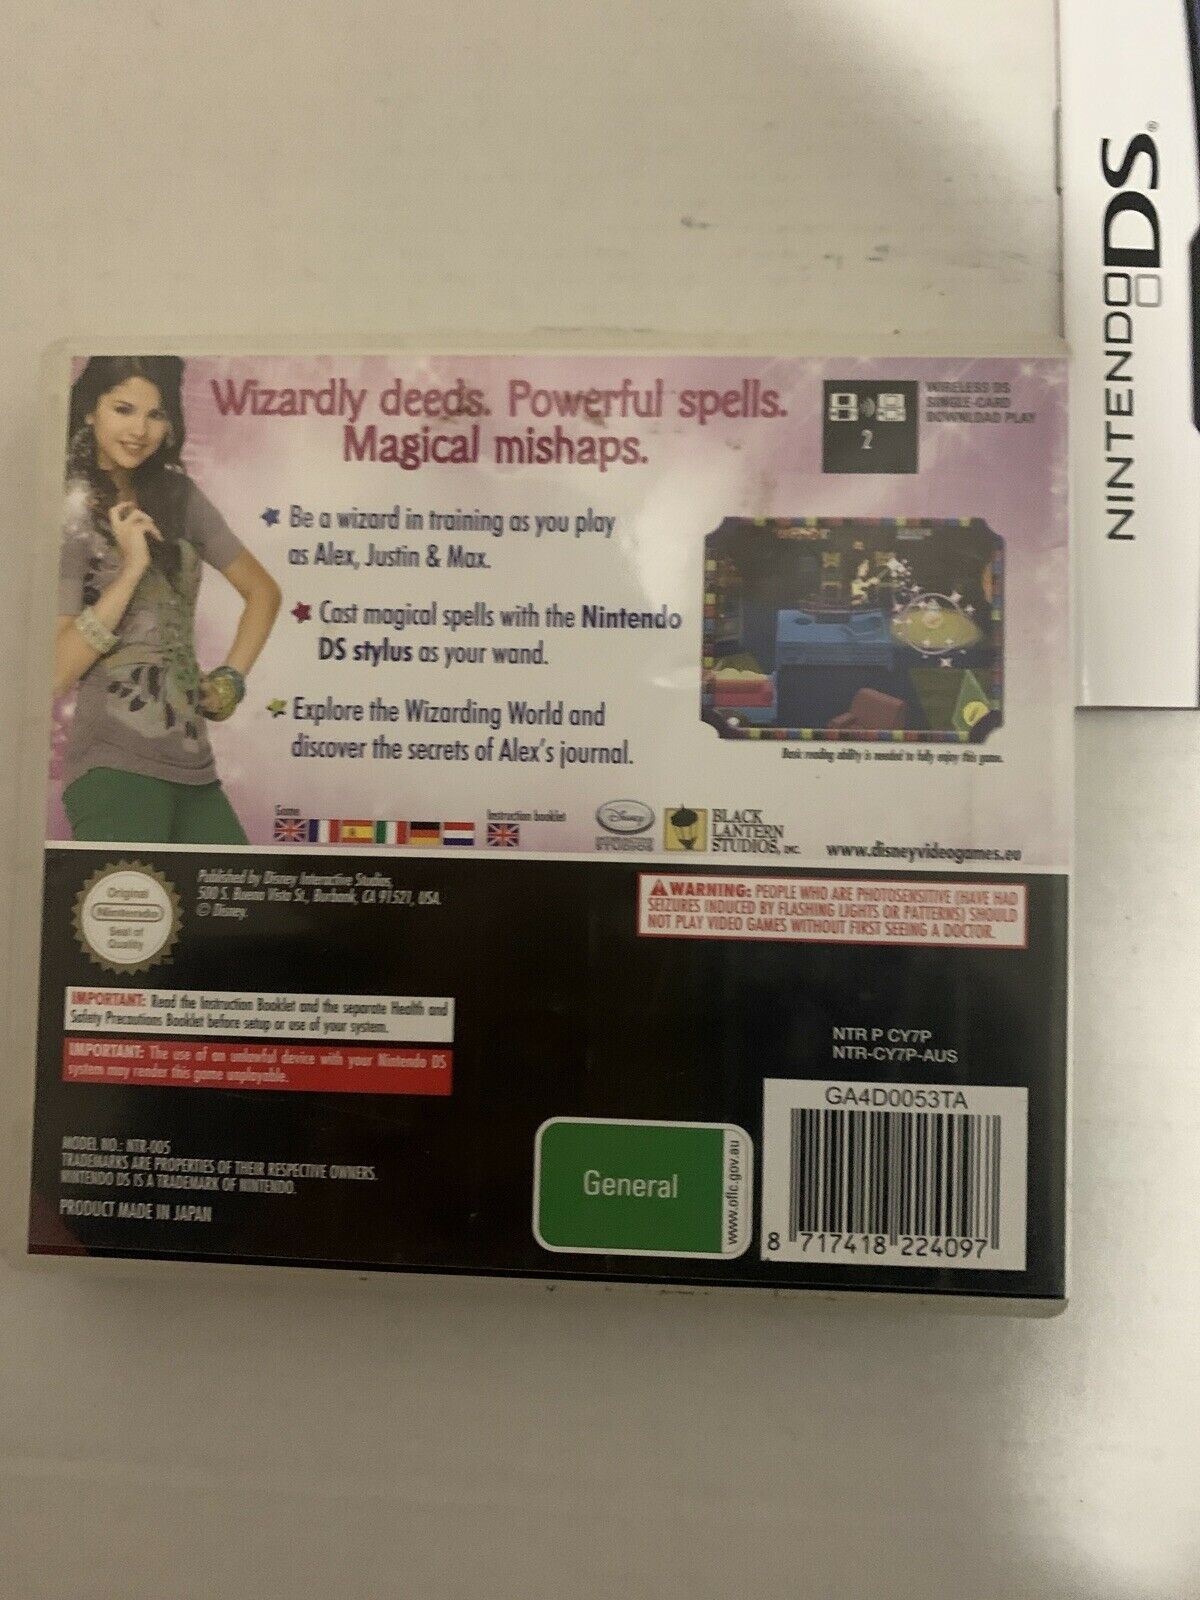 NINTENDO DS®
Wizardly deeds. Powerful spells.
Magical mishaps.
2
WIRELESS DS
SINGLE-CARD
DOWNLOAD PLAY
Be a wizard in training as you play
as Alex, Justin & Max.
Cast magical spells with the Nintendo
DS stylus as your wand.
Explore the Wizarding World and
discover the secrets of Alex's journal.
Basic reading ability is needed to fully enjoy this game.
Game
Instruction booklet
Disney
INTERACTIVE
STUDIOS
BLACK
LANTERN
STUDIOS, INC.
www.disneyvideogames.eu
Original
Nintendo
Seal of
Quality
Published by Disney Interactive Studios,
500 S. Buena Vista St., Burbank, CA 91521, USA.
© Disney.
WARNING: PEOPLE WHO ARE PHOTOSENSITIVE (HAVE HAD
SEIZURES INDUCED BY FLASHING LIGHTS OR PATTERNS) SHOULD
NOT PLAY VIDEO GAMES WITHOUT FIRST SEEING A DOCTOR.
IMPORTANT: Read the Instruction Booklet and the separate Health and
Safety Precautions Booklet before setup or use of your system.
IMPORTANT: The use of an unlawful device with your Nintendo DS
system may render this game unplayable.
NTR P CY7P
NTR-CY7P-AUS
MODEL NO.: NTR-005
TRADEMARKS ARE PROPERTIES OF THEIR RESPECTIVE OWNERS.
NINTENDO DS IS A TRADEMARK OF NINTENDO.
PRODUCT MADE IN JAPAN
General
www.oflc.gov.au
GA4D0053TA
8 717418 224097